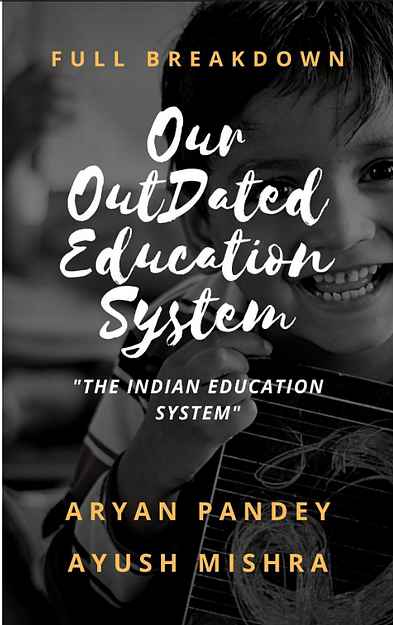 FULL BREAKDOWN
Our
OutDated
Education
System
"THE INDIAN EDUCATION
SYSTEM"
ARYAN PANDEY
AYUSH MISHRA